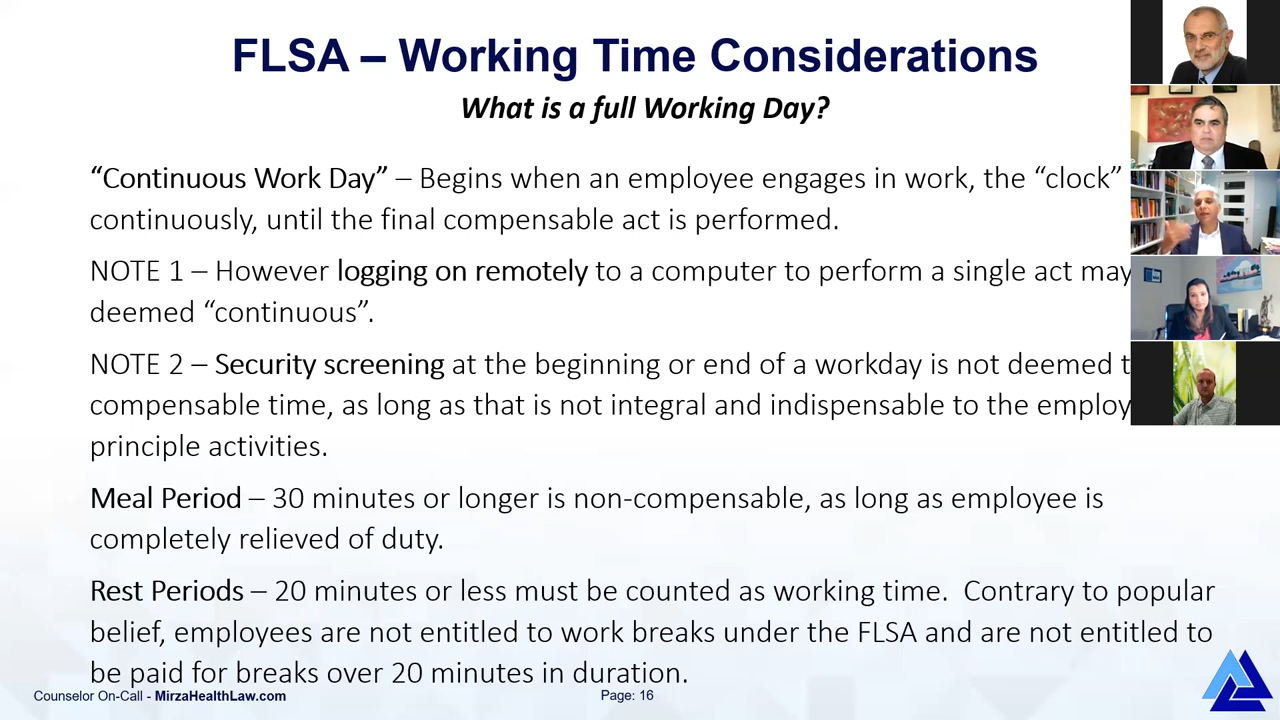 FLSA – Working Time Considerations
What is a full Working Day?
“Continuous Work Day” – Begins when an employee engages in work, the “clock”
continuously, until the final compensable act is performed.
NOTE 1 – However logging on remotely to a computer to perform a single act may
deemed “continuous”.
NOTE 2 – Security screening at the beginning or end of a workday is not deemed
compensable time, as long as that is not integral and indispensable to the
principle activities.
Meal Period – 30 minutes or longer is non-compensable, as long as employee is
completely relieved of duty.
Rest Periods – 20 minutes or less must be counted as working time.  Contrary to popular
belief, employees are not entitled to work breaks under the FLSA and are not entitled to
be paid for breaks over 20 minutes in duration.
Counselor On-Call - MirzaHealthLaw.com
Page: 16